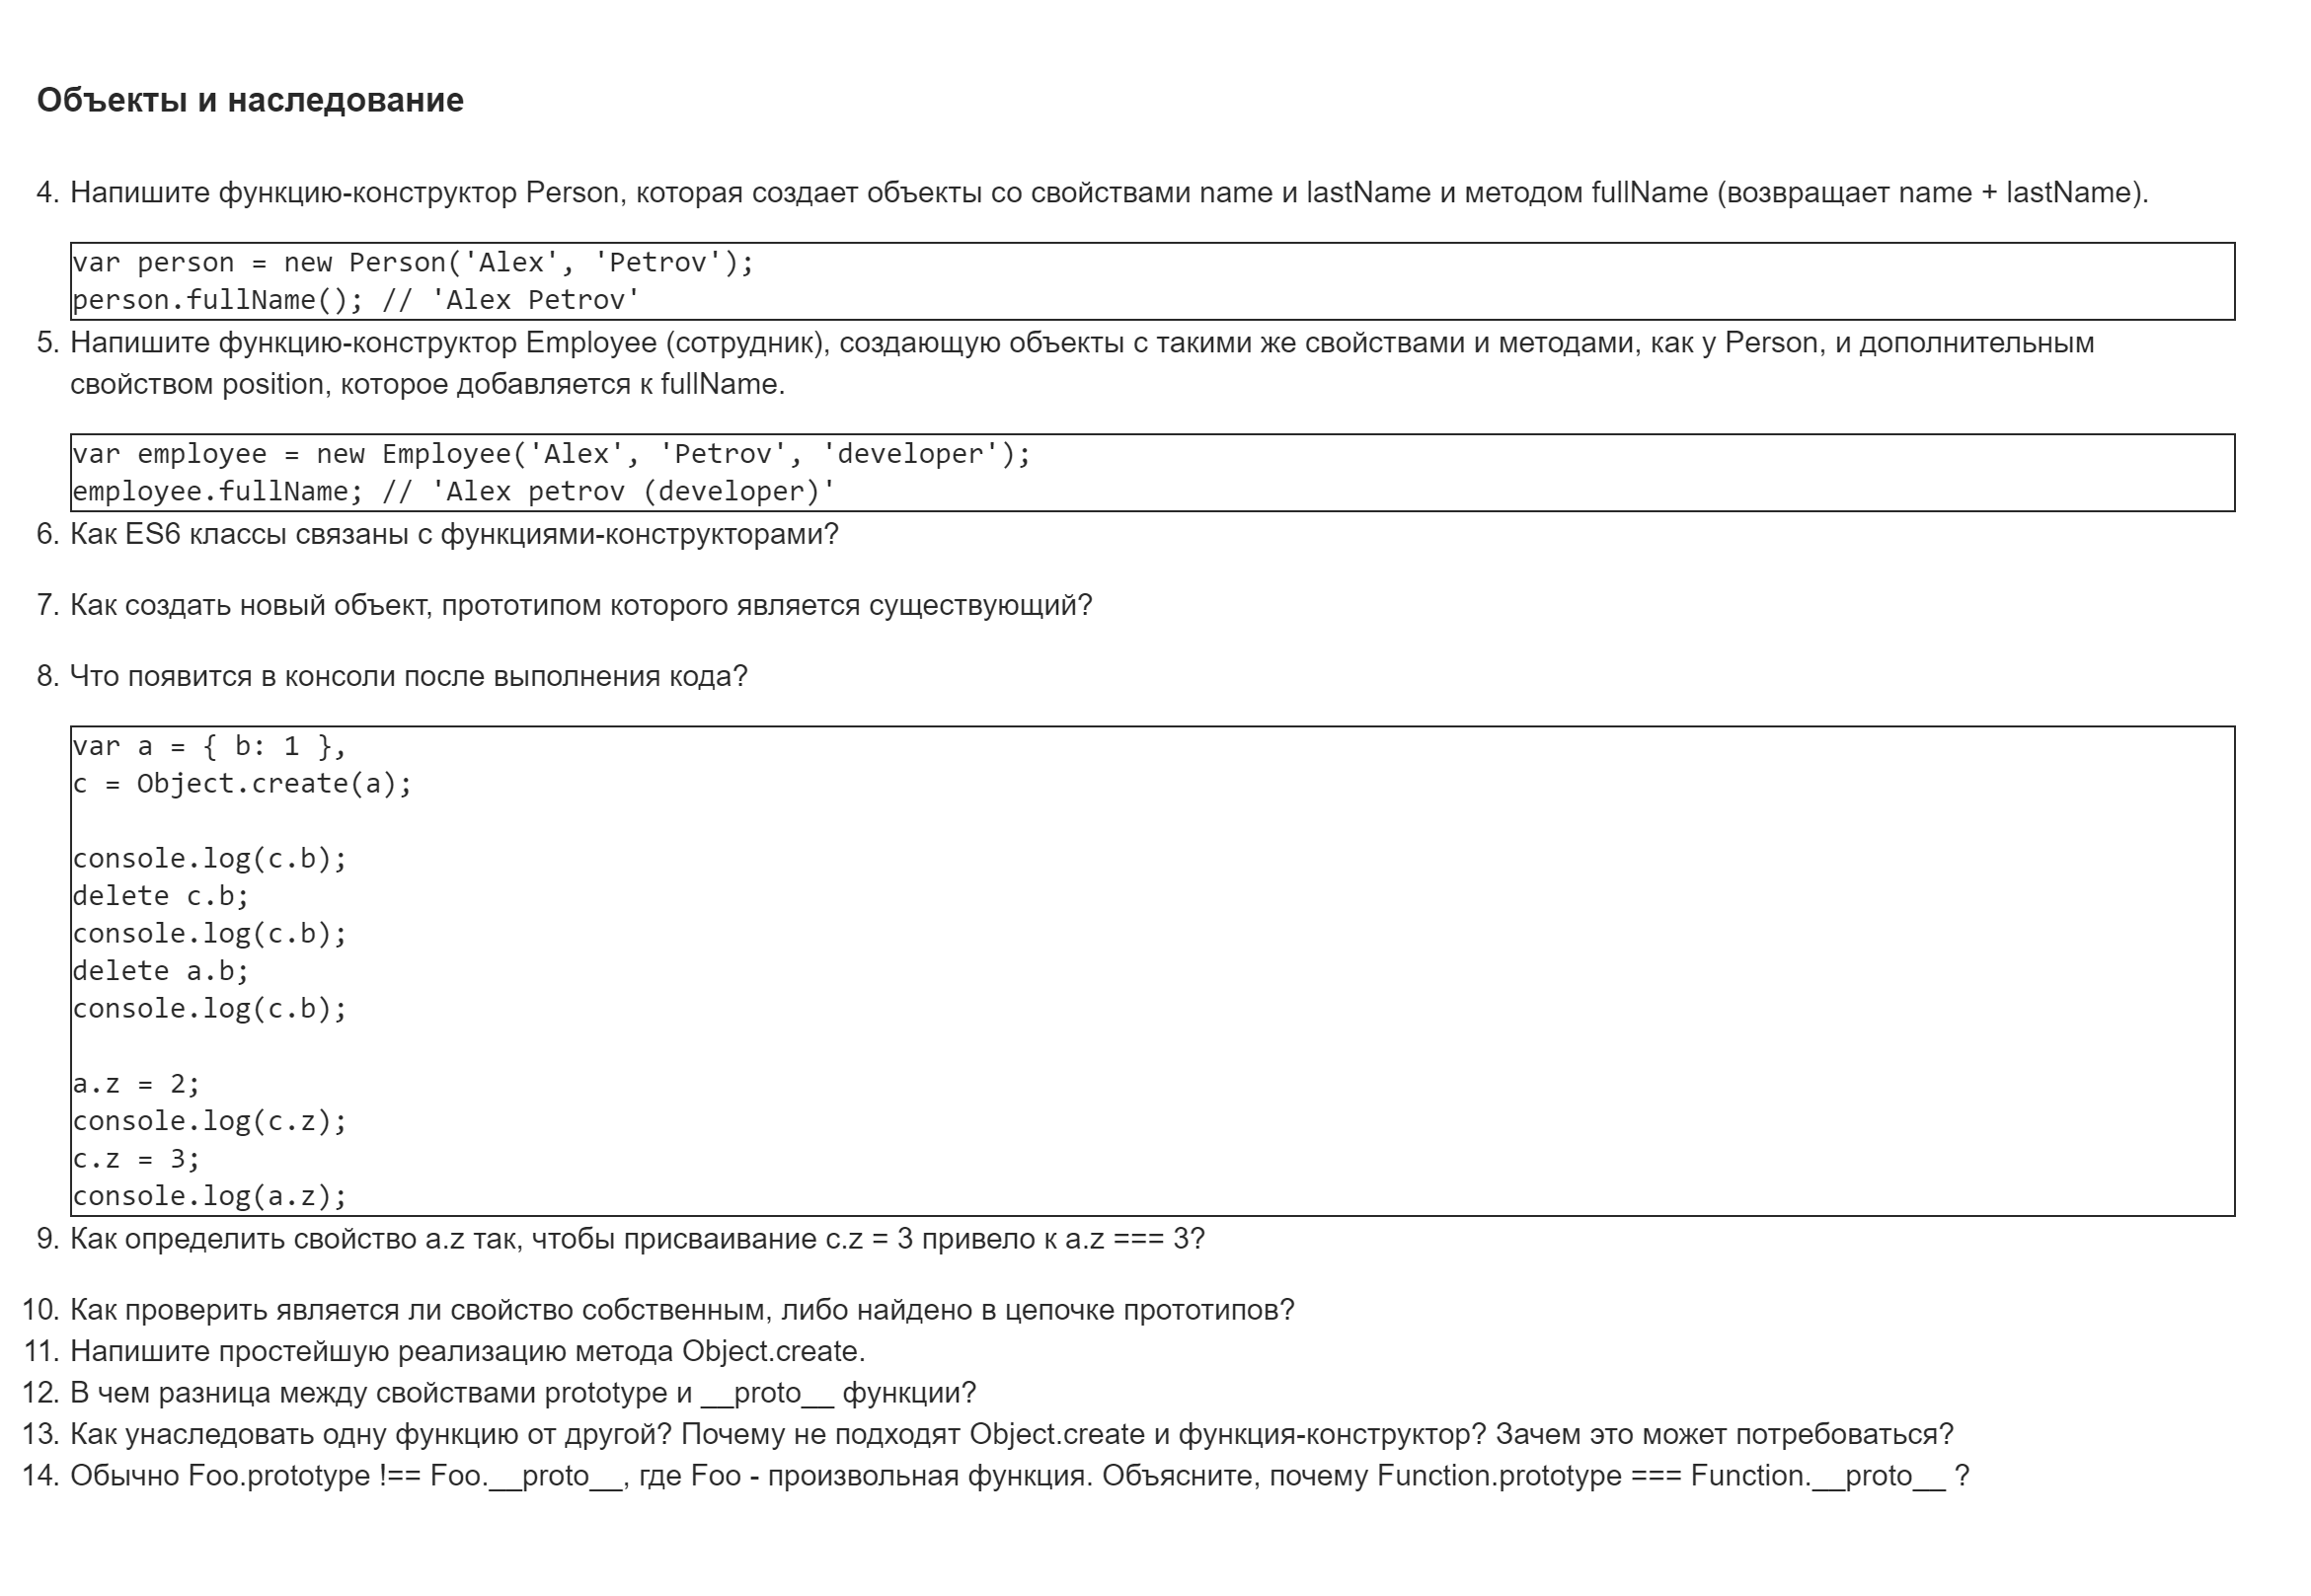 Объекты и наследование
4. Напишите функцию-конструктор Person, которая создает объекты со свойствами name и lastName и методом fullName (возвращает name + lastName).
var person = new Person('Alex', 'Petrov');
person.fullName(); // 'Alex Petrov'
5. Напишите функцию-конструктор Employee (сотрудник), создающую объекты с такими же свойствами и методами, как у Person, и дополнительным
свойством position, которое добавляется к fullName.
var employee = new Employee('Alex', 'Petrov', 'developer');
employee.fullName; // 'Alex petrov (developer)'
6. Как ES6 классы связаны с функциями-конструкторами?
7. Как создать новый объект, прототипом которого является существующий?
8. Что появится в консоли после выполнения кода?
var a = { b: 1 },
c = Object.create(a);
console.log(c.b);
delete c.b;
console.log(c.b);
delete a.b;
console.log(c.b);
a.z = 2;
console.log(c.z);
c.z = 3;
console.log(a.z);
9. Как определить свойство a.z так, чтобы присваивание c.z = 3 привело к a.z === 3?
10. Как проверить является ли свойство собственным, либо найдено в цепочке прототипов?
11. Напишите простейшую реализацию метода Object.create.
12. В чем разница между свойствами prototype и __proto__ функции?
13. Как унаследовать одну функцию от другой? Почему не подходят Object.create и функция-конструктор? Зачем это может потребоваться?
14. Обычно Foo.prototype !== Foo.__proto__, где Foo - произвольная функция. Объясните, почему Function.prototype === Function.__proto__ ?